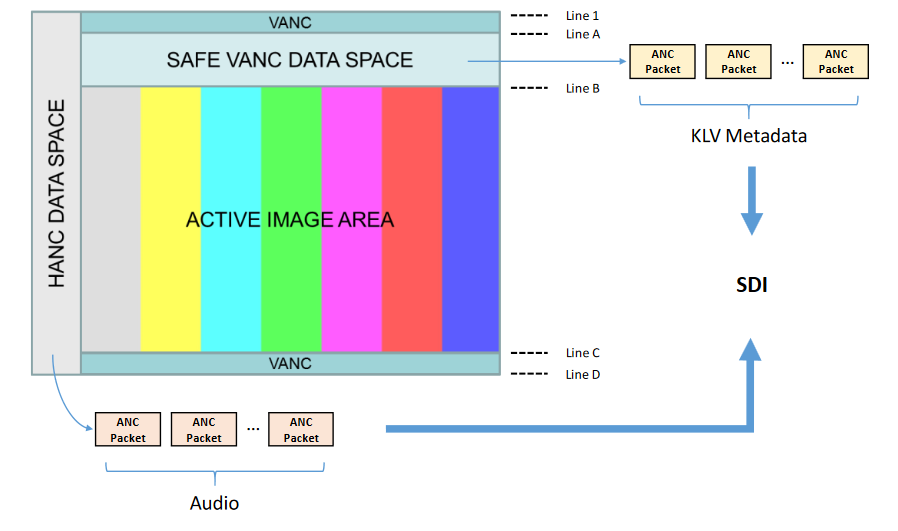 VANC
Line 1
Line A
SAFE VANC DATA SPACE
ANC
Packet
ANC
Packet
...
ANC
Packet
Line B
KLV Metadata
HANC DATA SPACE
ACTIVE IMAGE AREA
SDI
VANC
Line C
Line D
ANC
Packet
ANC
Packet
...
ANC
Packet
Audio